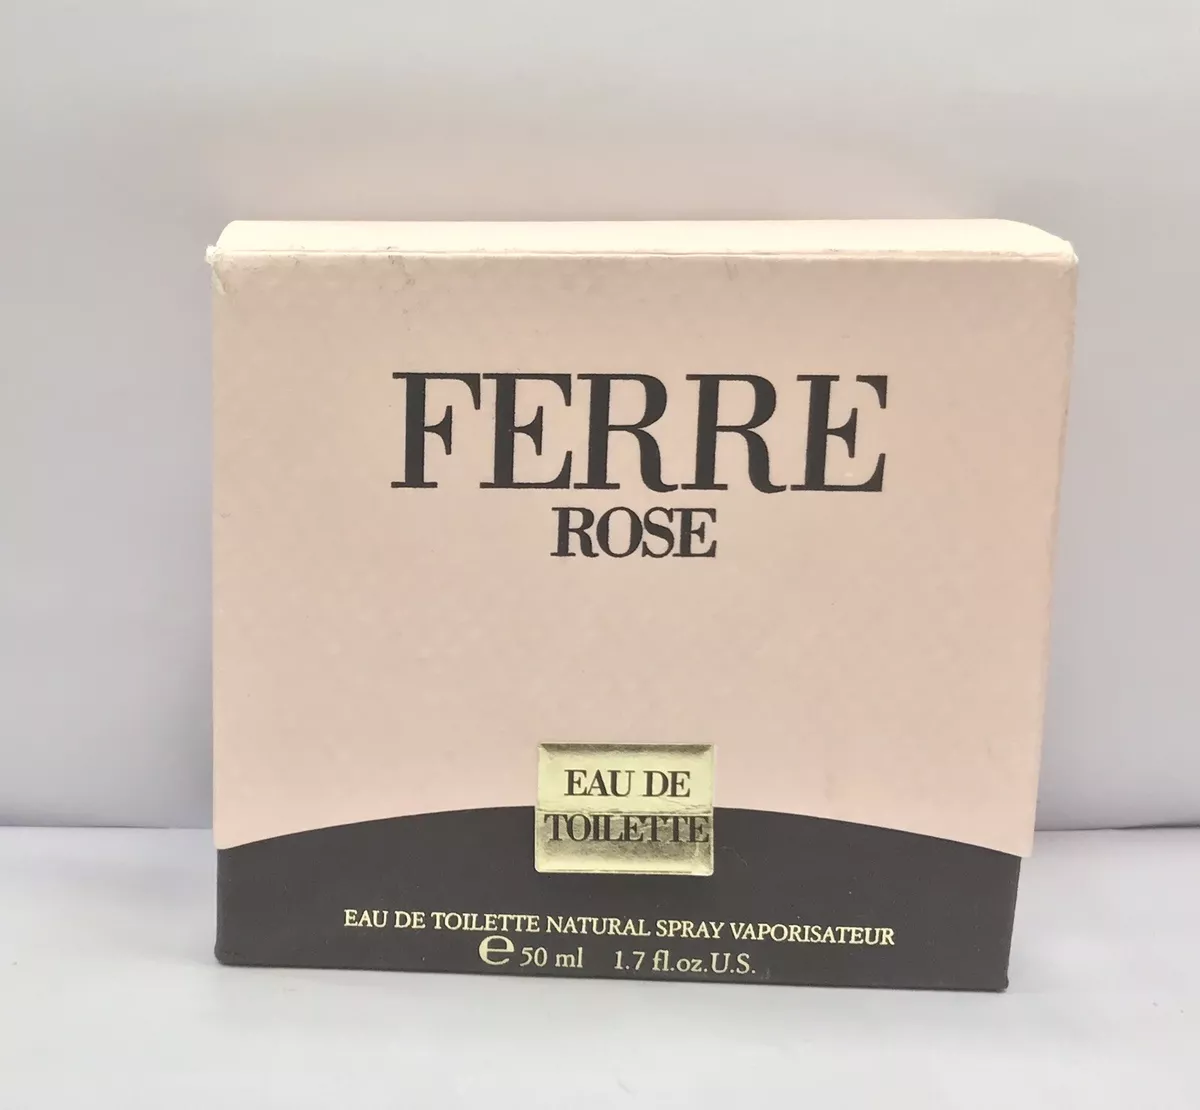 FERRE
ROSE
EAU DE
TOILETTE
EAU DE TOILETTE NATURAL SPRAY VAPORISATEUR
℮ 50 ml 1.7 fl.oz.U.S.